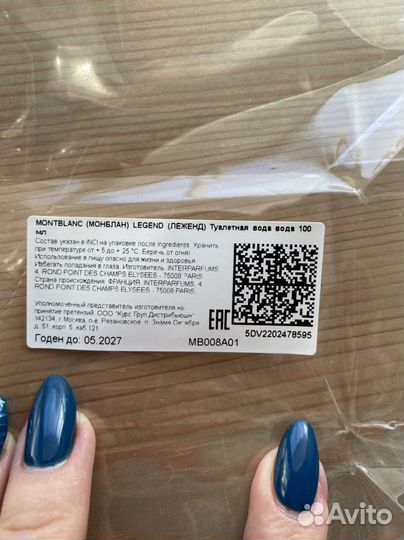 MONTBLANC (МОНБЛАН) LEGEND (ЛЕЖЕНД) Туалетная вода вода 100
мл
Состав указан в INCI на упаковке после Ingredients. Хранить
при температуре от + 5 до + 25 °С. Беречь от огня!
Использование в пищу опасно для жизни и здоровья.
Избегать попадания в глаза. Изготовитель: INTERPARFUMS
4, ROND POINT DES CHAMPS ELYSEES - 75008 PARIS.
Страна происхождения: ФРАНЦИЯ. INTERPARFUMS, 4
ROND POINT DES CHAMPS ELYSEES - 75008 PARIS.
Уполномоченный представитель изготовителя на
принятие претензий: ООО "Курс Груп Дистрибьюшн"
142134, г Москва, п-е. Рязановское, п. Знамя Октября
д. 51, корп. 5, каб.121
Годен до: 05.2027
EAC
MB008A01
5DV2202478595
Avito